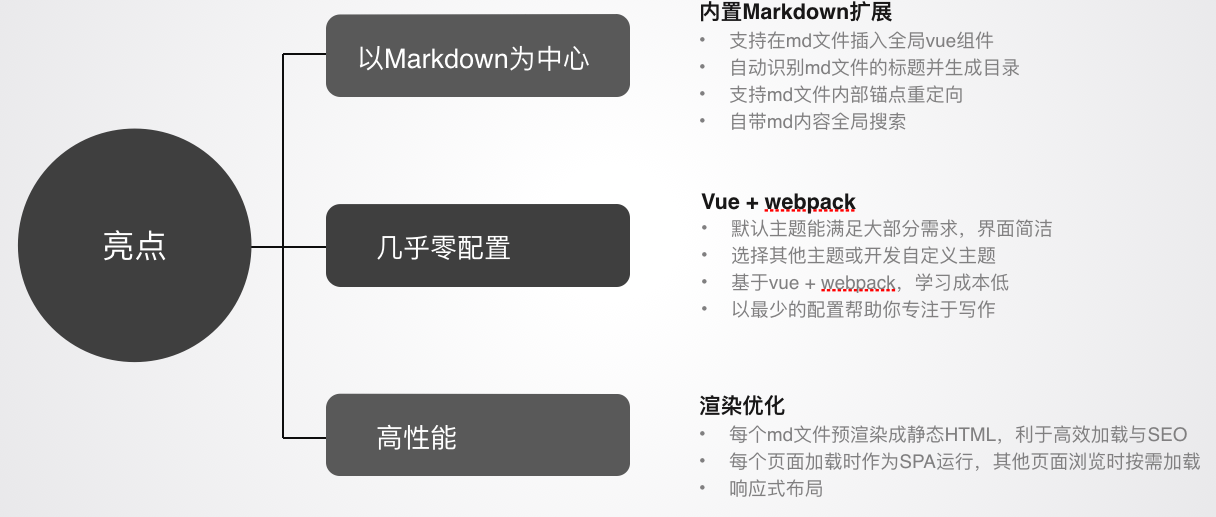 亮点
以Markdown为中心
内置Markdown扩展
• 支持在md文件插入全局vue组件
• 自动识别md文件的标题并生成目录
• 支持md文件内部锚点重定向
• 自带md内容全局搜索
几乎零配置
Vue + webpack
• 默认主题能满足大部分需求，界面简洁
• 选择其他主题或开发自定义主题
• 基于vue + webpack，学习成本低
• 以最少的配置帮助你专注于写作
高性能
渲染优化
• 每个md文件预渲染成静态HTML，利于高效加载与SEO
• 每个页面加载时作为SPA运行，其他页面浏览时按需加载
• 响应式布局